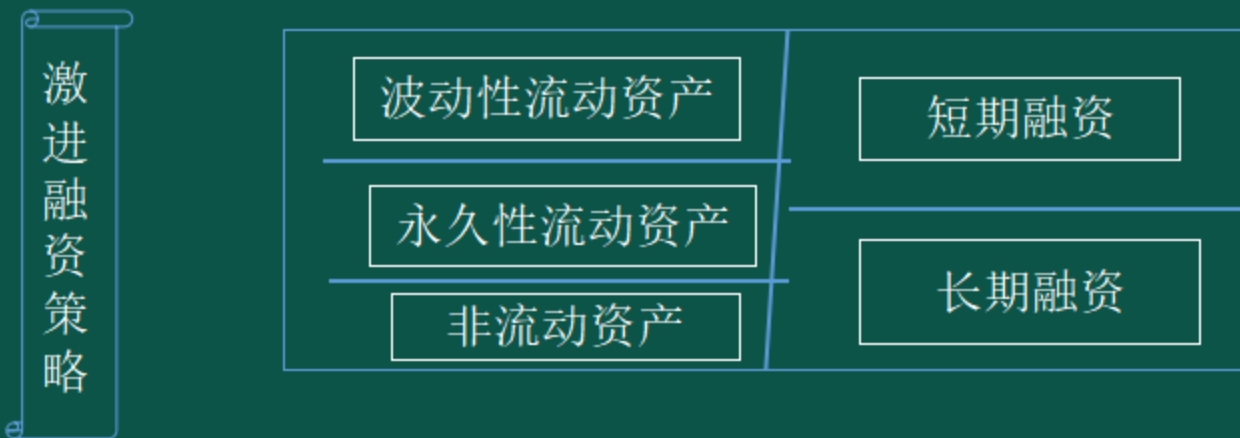 激进融资策略
波动性流动资产
永久性流动资产
非流动资产
短期融资
长期融资